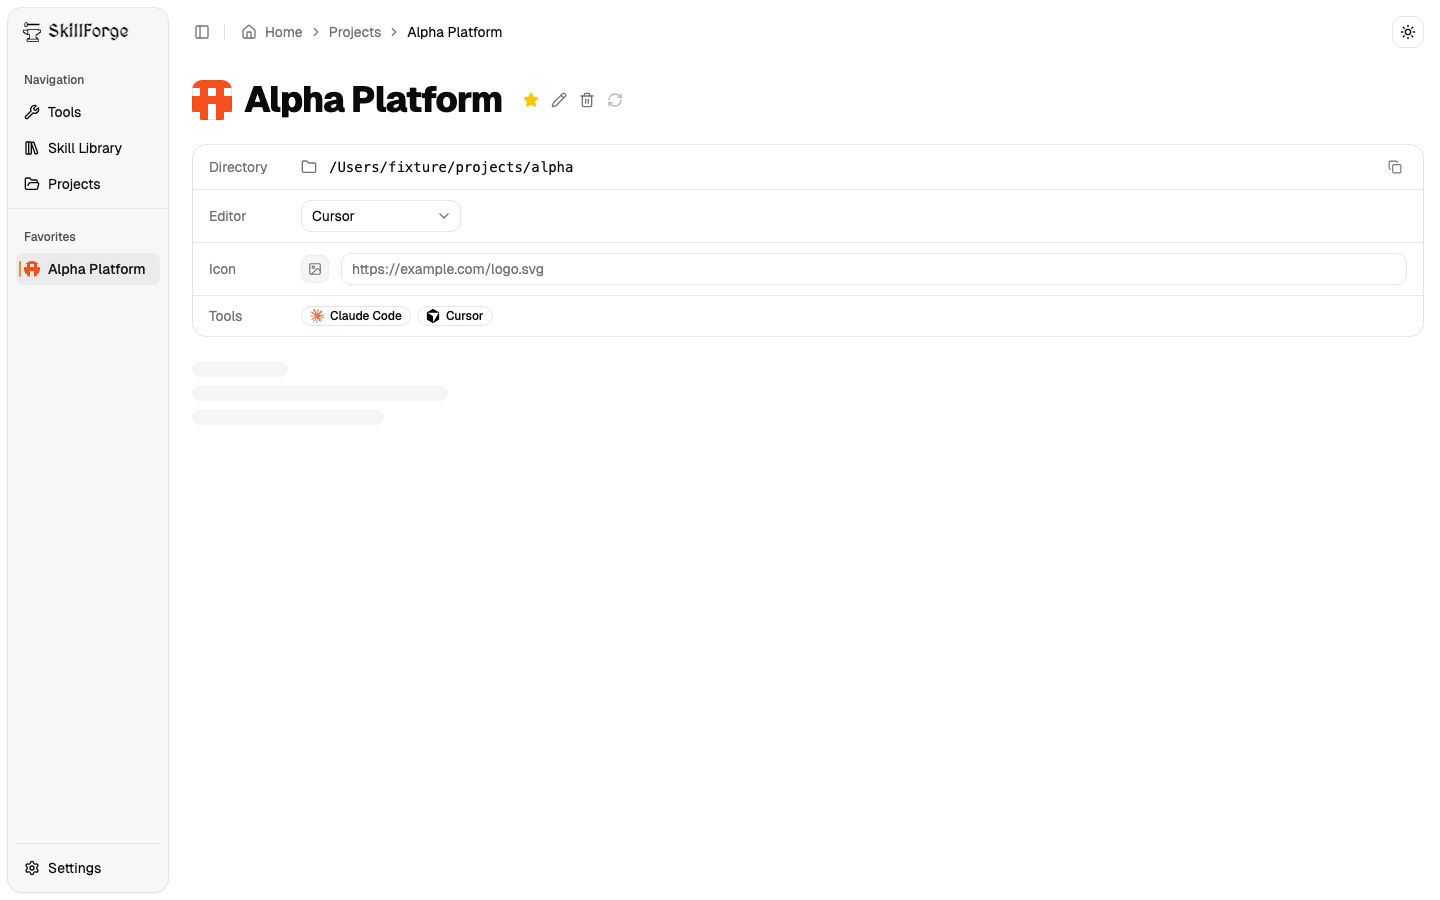 SkillForge
Home
Projects
Alpha Platform
Navigation
Tools
Skill Library
Projects
Favorites
Alpha Platform
Settings
Alpha Platform
Directory
/Users/fixture/projects/alpha
Editor
Cursor
Icon
https://example.com/logo.svg
Tools
Claude Code
Cursor